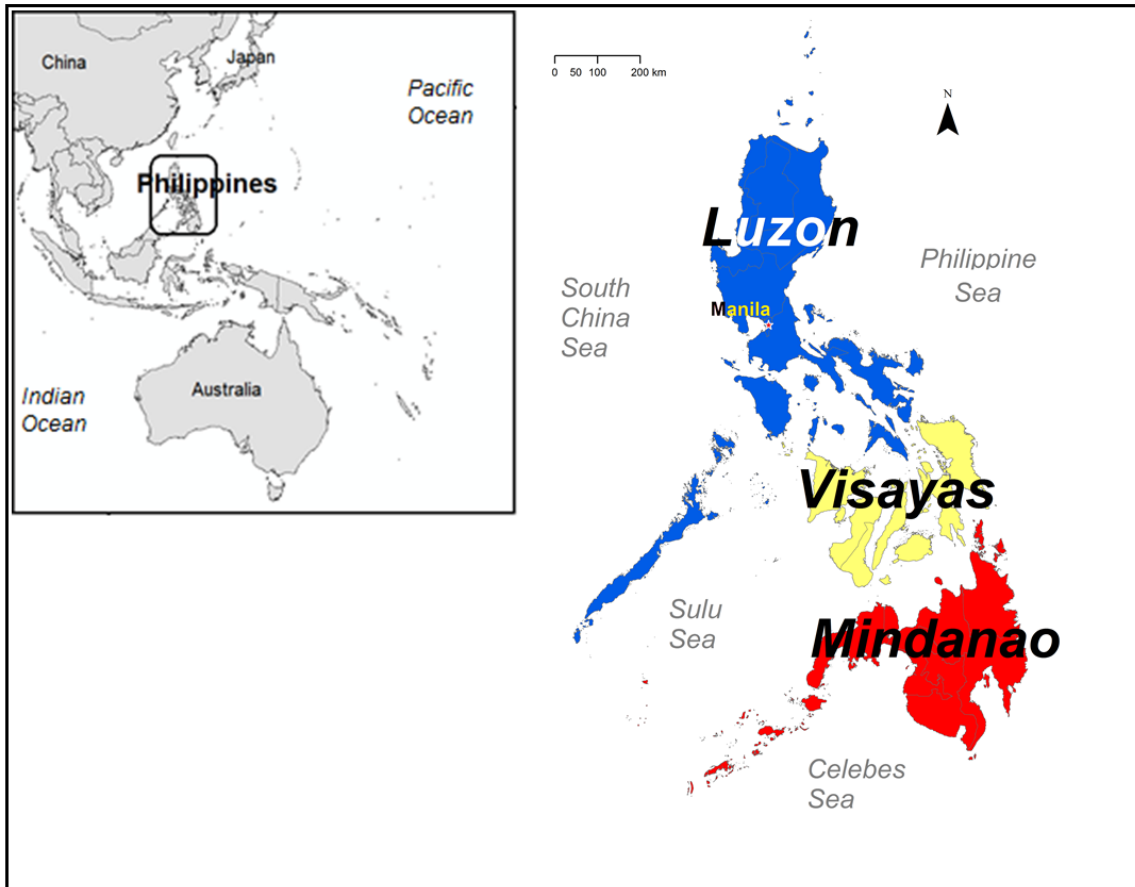 China
Japan
Pacific
Ocean
Philippines
Indian
Ocean
Australia
0 50 100 200 km
N
Luzon
Philippine
Sea
South
China
Sea
Manila
Visayas
Sulu
Sea
Mindanao
Celebes
Sea